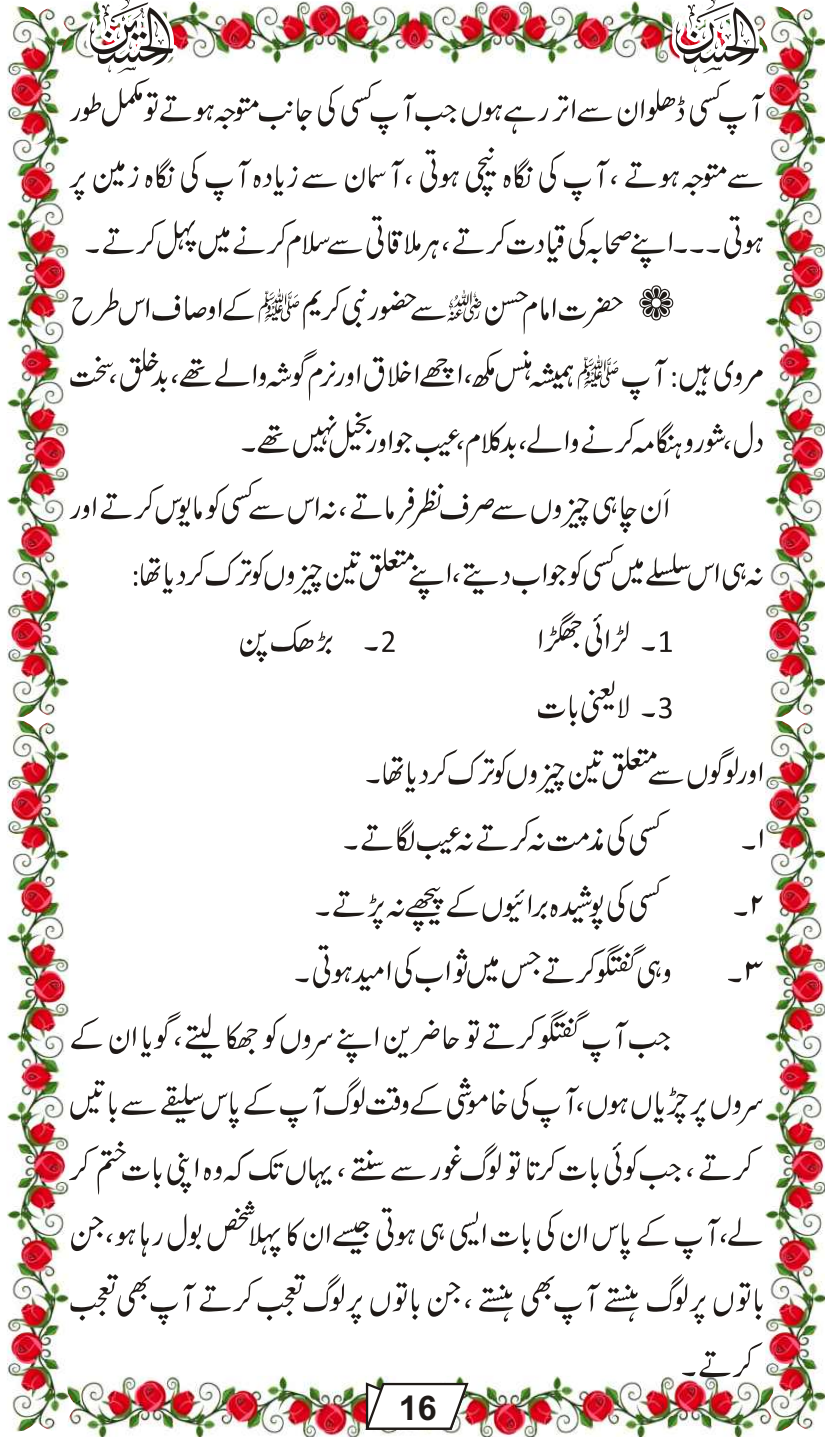 الحسنین الحسنین
آپ کسی ڈھلوان سے اتر رہے ہوں جب آپ کسی کی جانب متوجہ ہوتے تو مکمل طور
سے متوجہ ہوتے ، آپ کی نگاہ نیچی ہوتی ، آسمان سے زیادہ آپ کی نگاہ زمین پر
ہوتی ۔۔۔ اپنے صحابہ کی قیادت کرتے ، ہر ملاقاتی سے سلام کرنے میں پہل کرتے ۔
❁ حضرت امام حسن رضی اللہ عنہ سے حضور نبی کریم ﷺ کے اوصاف اس طرح
مروی ہیں : آپ ﷺ ہمیشہ ہنس مکھ، اچھے اخلاق اور نرم گوشہ والے تھے، بدخلق، سخت
دل، شور و ہنگامہ کرنے والے، بدکلام، عیب جو اور بخیل نہیں تھے۔
اَن چاہی چیزوں سے صرف نظر فرماتے ، نہ اس سے کسی کو مایوس کرتے اور
نہ ہی اس سلسلے میں کسی کو جواب دیتے ، اپنے متعلق تین چیزوں کو ترک کردیا تھا:
1۔ لڑائی جھگڑا 2۔ بڑھک پن
3۔ لا یعنی بات
اور لوگوں سے متعلق تین چیزوں کو ترک کردیا تھا۔
۱۔ کسی کی مذمت نہ کرتے نہ عیب لگاتے ۔
۲۔ کسی کی پوشیدہ برائیوں کے پیچھے نہ پڑتے ۔
۳۔ وہی گفتگو کرتے جس میں ثواب کی امید ہوتی ۔
جب آپ گفتگو کرتے تو حاضرین اپنے سروں کو جھکا لیتے ، گویا ان کے
سروں پر چڑیاں ہوں، آپ کی خاموشی کے وقت لوگ آپ کے پاس سلیقے سے باتیں
کرتے ، جب کوئی بات کرتا تو لوگ غور سے سنتے ، یہاں تک کہ وہ اپنی بات ختم کر
لے، آپ کے پاس ان کی بات ایسی ہی ہوتی جیسے ان کا پہلا شخص بول رہا ہو، جن
باتوں پر لوگ ہنستے آپ بھی ہنستے ، جن باتوں پر لوگ تعجب کرتے آپ بھی تعجب
کرتے ۔
16